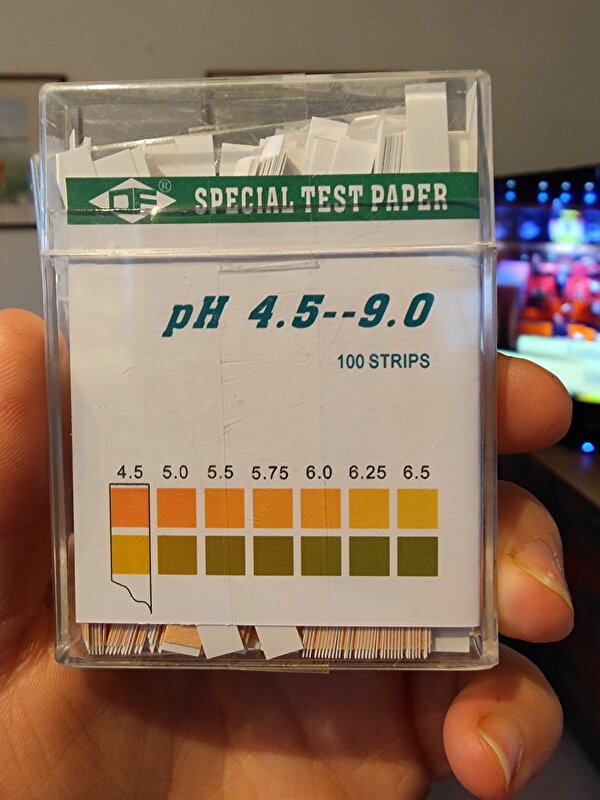 DF® SPECIAL TEST PAPER
pH 4.5--9.0
100 STRIPS
4.5 5.0 5.5 5.75 6.0 6.25 6.5